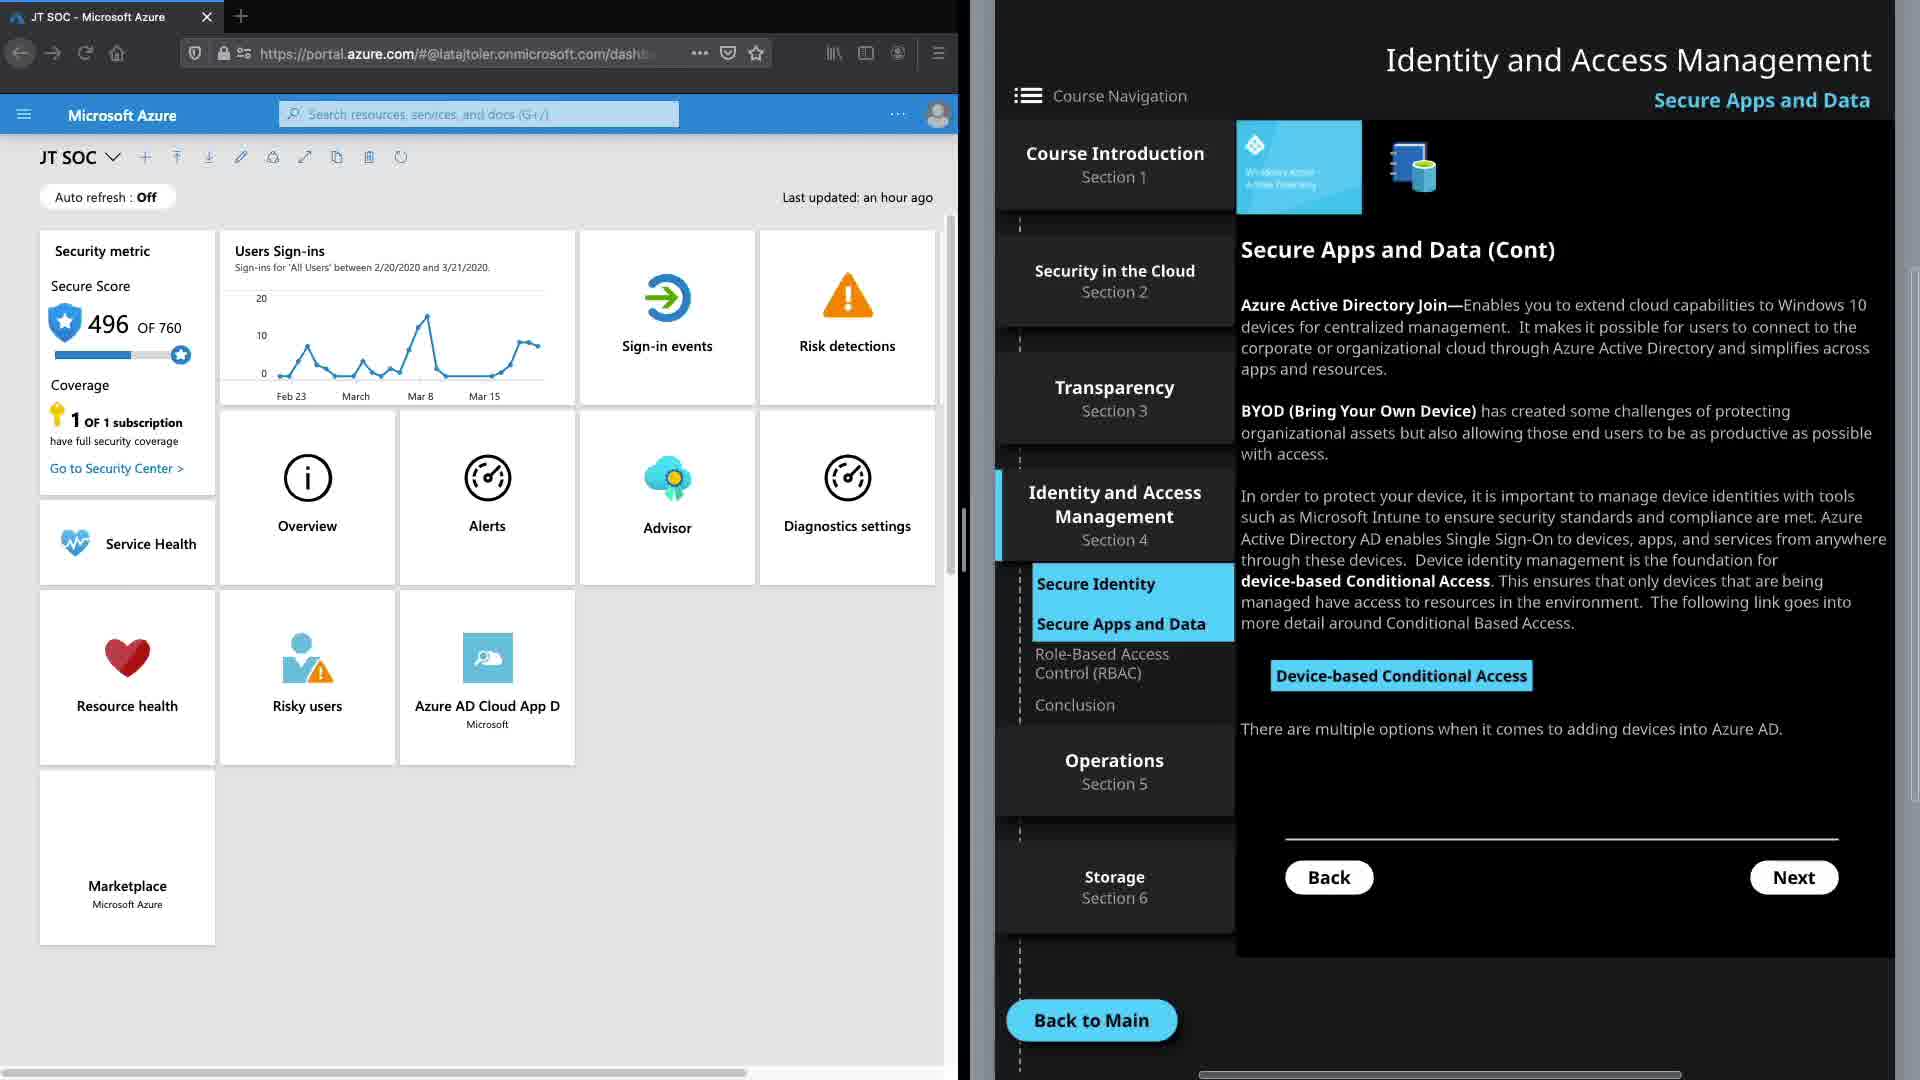 JT SOC - Microsoft Azure
https://portal.azure.com/#@latajtoler.onmicrosoft.com/dashb
Microsoft Azure
Search resources, services, and docs (G+/)
JT SOC
Auto refresh : Off
Last updated: an hour ago
Security metric
Secure Score
496 OF 760
Coverage
1 OF 1 subscription
have full security coverage
Go to Security Center >
Users Sign-ins
Sign-ins for 'All Users' between 2/20/2020 and 3/21/2020.
20
10
0
Feb 23
March
Mar 8
Mar 15
Sign-in events
Risk detections
Service Health
Overview
Alerts
Advisor
Diagnostics settings
Resource health
Risky users
Azure AD Cloud App D
Microsoft
Marketplace
Microsoft Azure
Identity and Access Management
Secure Apps and Data
Course Navigation
Course Introduction
Section 1
Security in the Cloud
Section 2
Transparency
Section 3
Identity and Access
Management
Section 4
Secure Identity
Secure Apps and Data
Role-Based Access
Control (RBAC)
Conclusion
Operations
Section 5
Storage
Section 6
Back to Main
Windows Azure
Active Directory
Secure Apps and Data (Cont)
Azure Active Directory Join—Enables you to extend cloud capabilities to Windows 10
devices for centralized management. It makes it possible for users to connect to the
corporate or organizational cloud through Azure Active Directory and simplifies across
apps and resources.
BYOD (Bring Your Own Device) has created some challenges of protecting
organizational assets but also allowing those end users to be as productive as possible
with access.
In order to protect your device, it is important to manage device identities with tools
such as Microsoft Intune to ensure security standards and compliance are met. Azure
Active Directory AD enables Single Sign-On to devices, apps, and services from anywhere
through these devices. Device identity management is the foundation for
device-based Conditional Access. This ensures that only devices that are being
managed have access to resources in the environment. The following link goes into
more detail around Conditional Based Access.
Device-based Conditional Access
There are multiple options when it comes to adding devices into Azure AD.
Back
Next